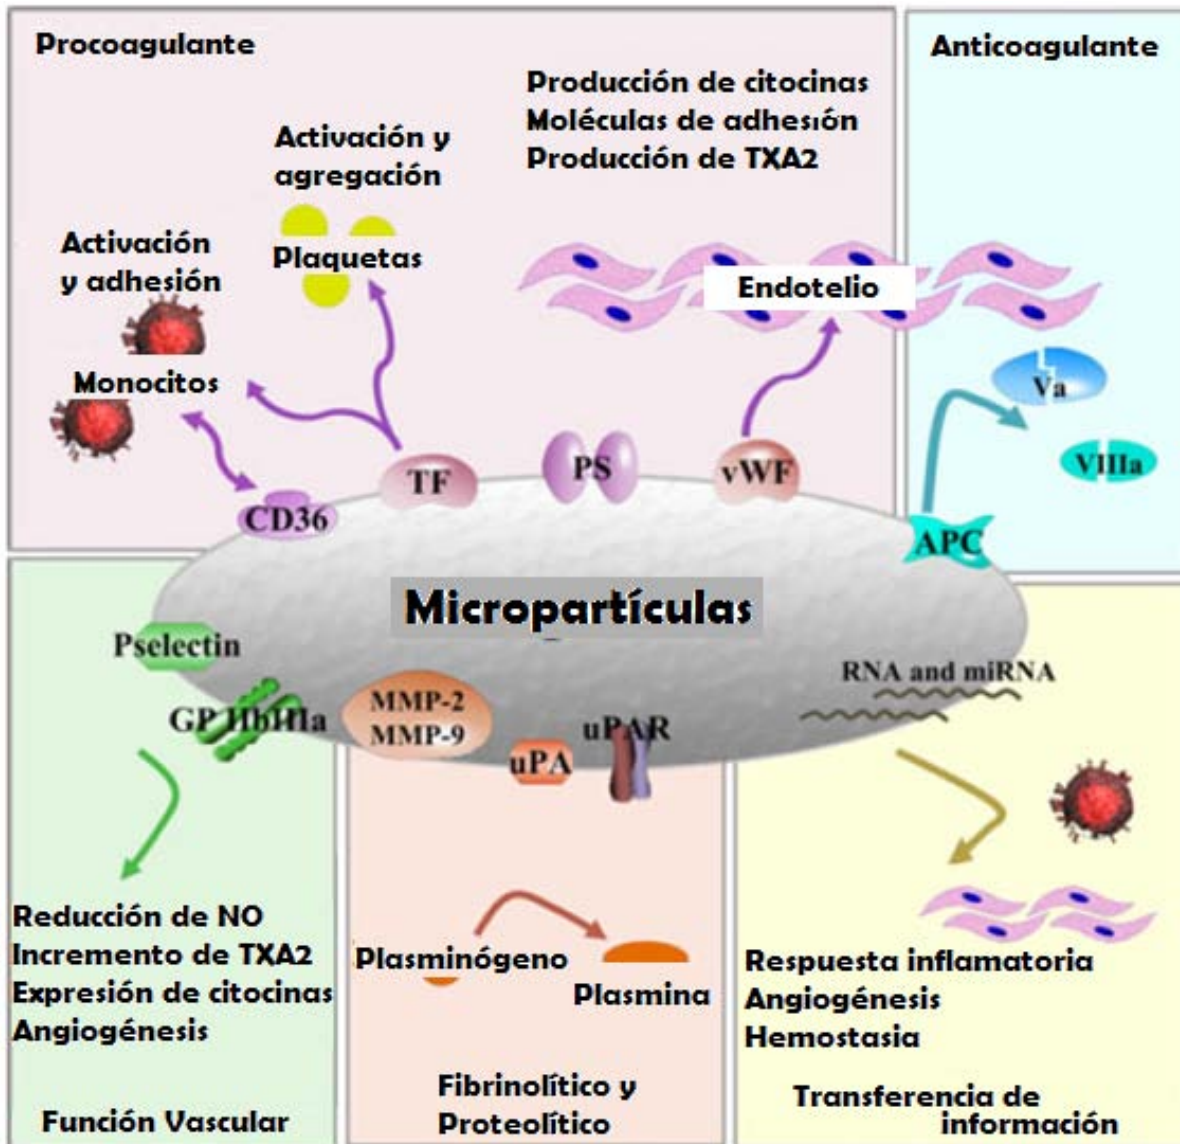 Procoagulante
Anticoagulante
Producción de citocinas
Moléculas de adhesión
Producción de TXA2
Activación y
agregación
Plaquetas
Activación
y adhesión
Monocitos
Endotelio
Va
VIIIa
CD36
TF
PS
vWF
APC
Micropartículas
Pselectin
GP IIbIIIa
MMP-2
MMP-9
uPA
uPAR
RNA and miRNA
Reducción de NO
Incremento de TXA2
Expresión de citocinas
Angiogénesis
Función Vascular
Plasminógeno
Plasmina
Fibrinolítico y
Proteolítico
Respuesta inflamatoria
Angiogénesis
Hemostasia
Transferencia de
información